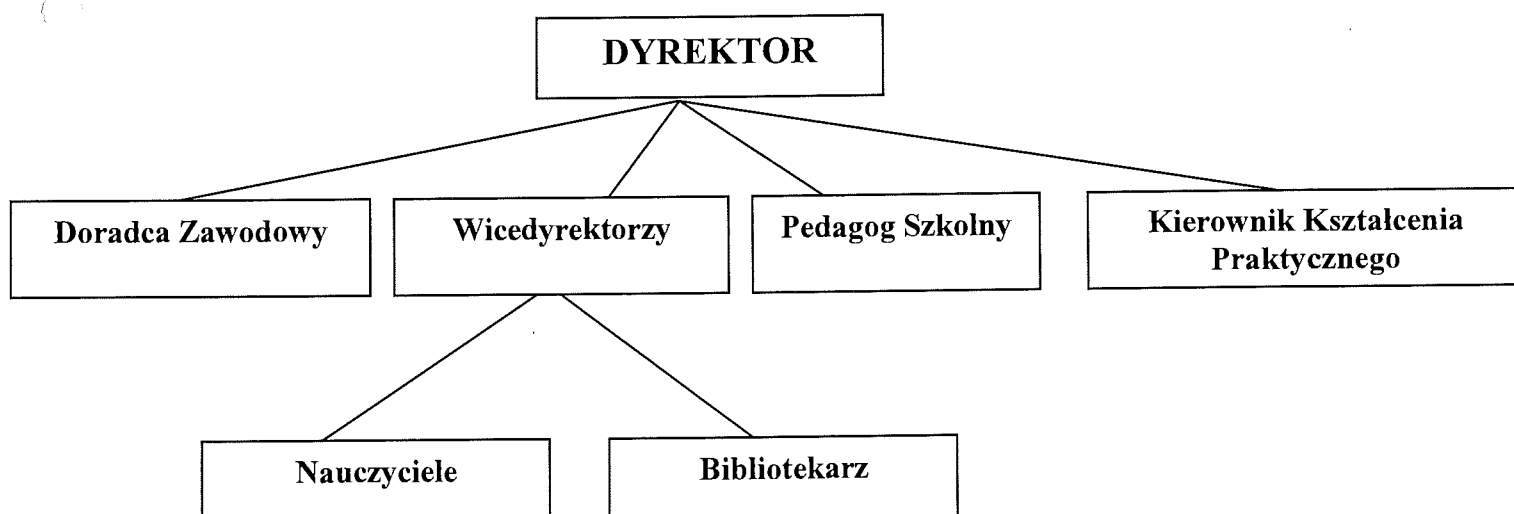 DYREKTOR
Doradca Zawodowy
Wicedyrektorzy
Pedagog Szkolny
Kierownik Kształcenia
Praktycznego
Nauczyciele
Bibliotekarz